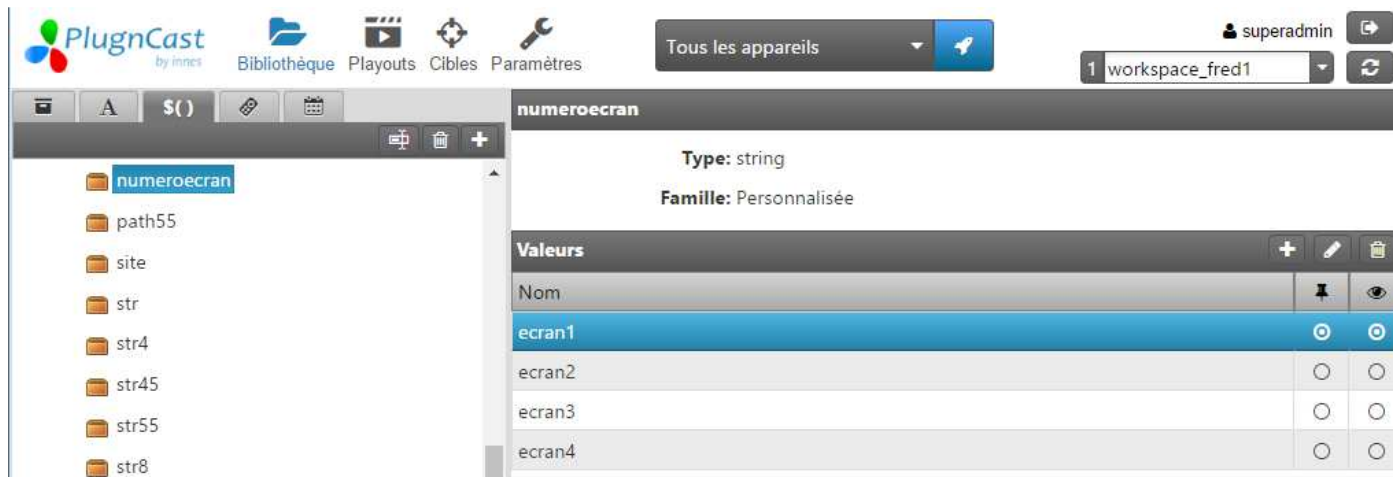 PlugnCast
by innes
Bibliothèque Playouts Cibles Paramètres
Tous les appareils
superadmin
1 workspace_fred1
A $()
numeroecran
Type: string
Famille: Personnalisée
numeroecran
path55
site
str
str4
str45
str55
str8
Valeurs
Nom
ecran1
ecran2
ecran3
ecran4